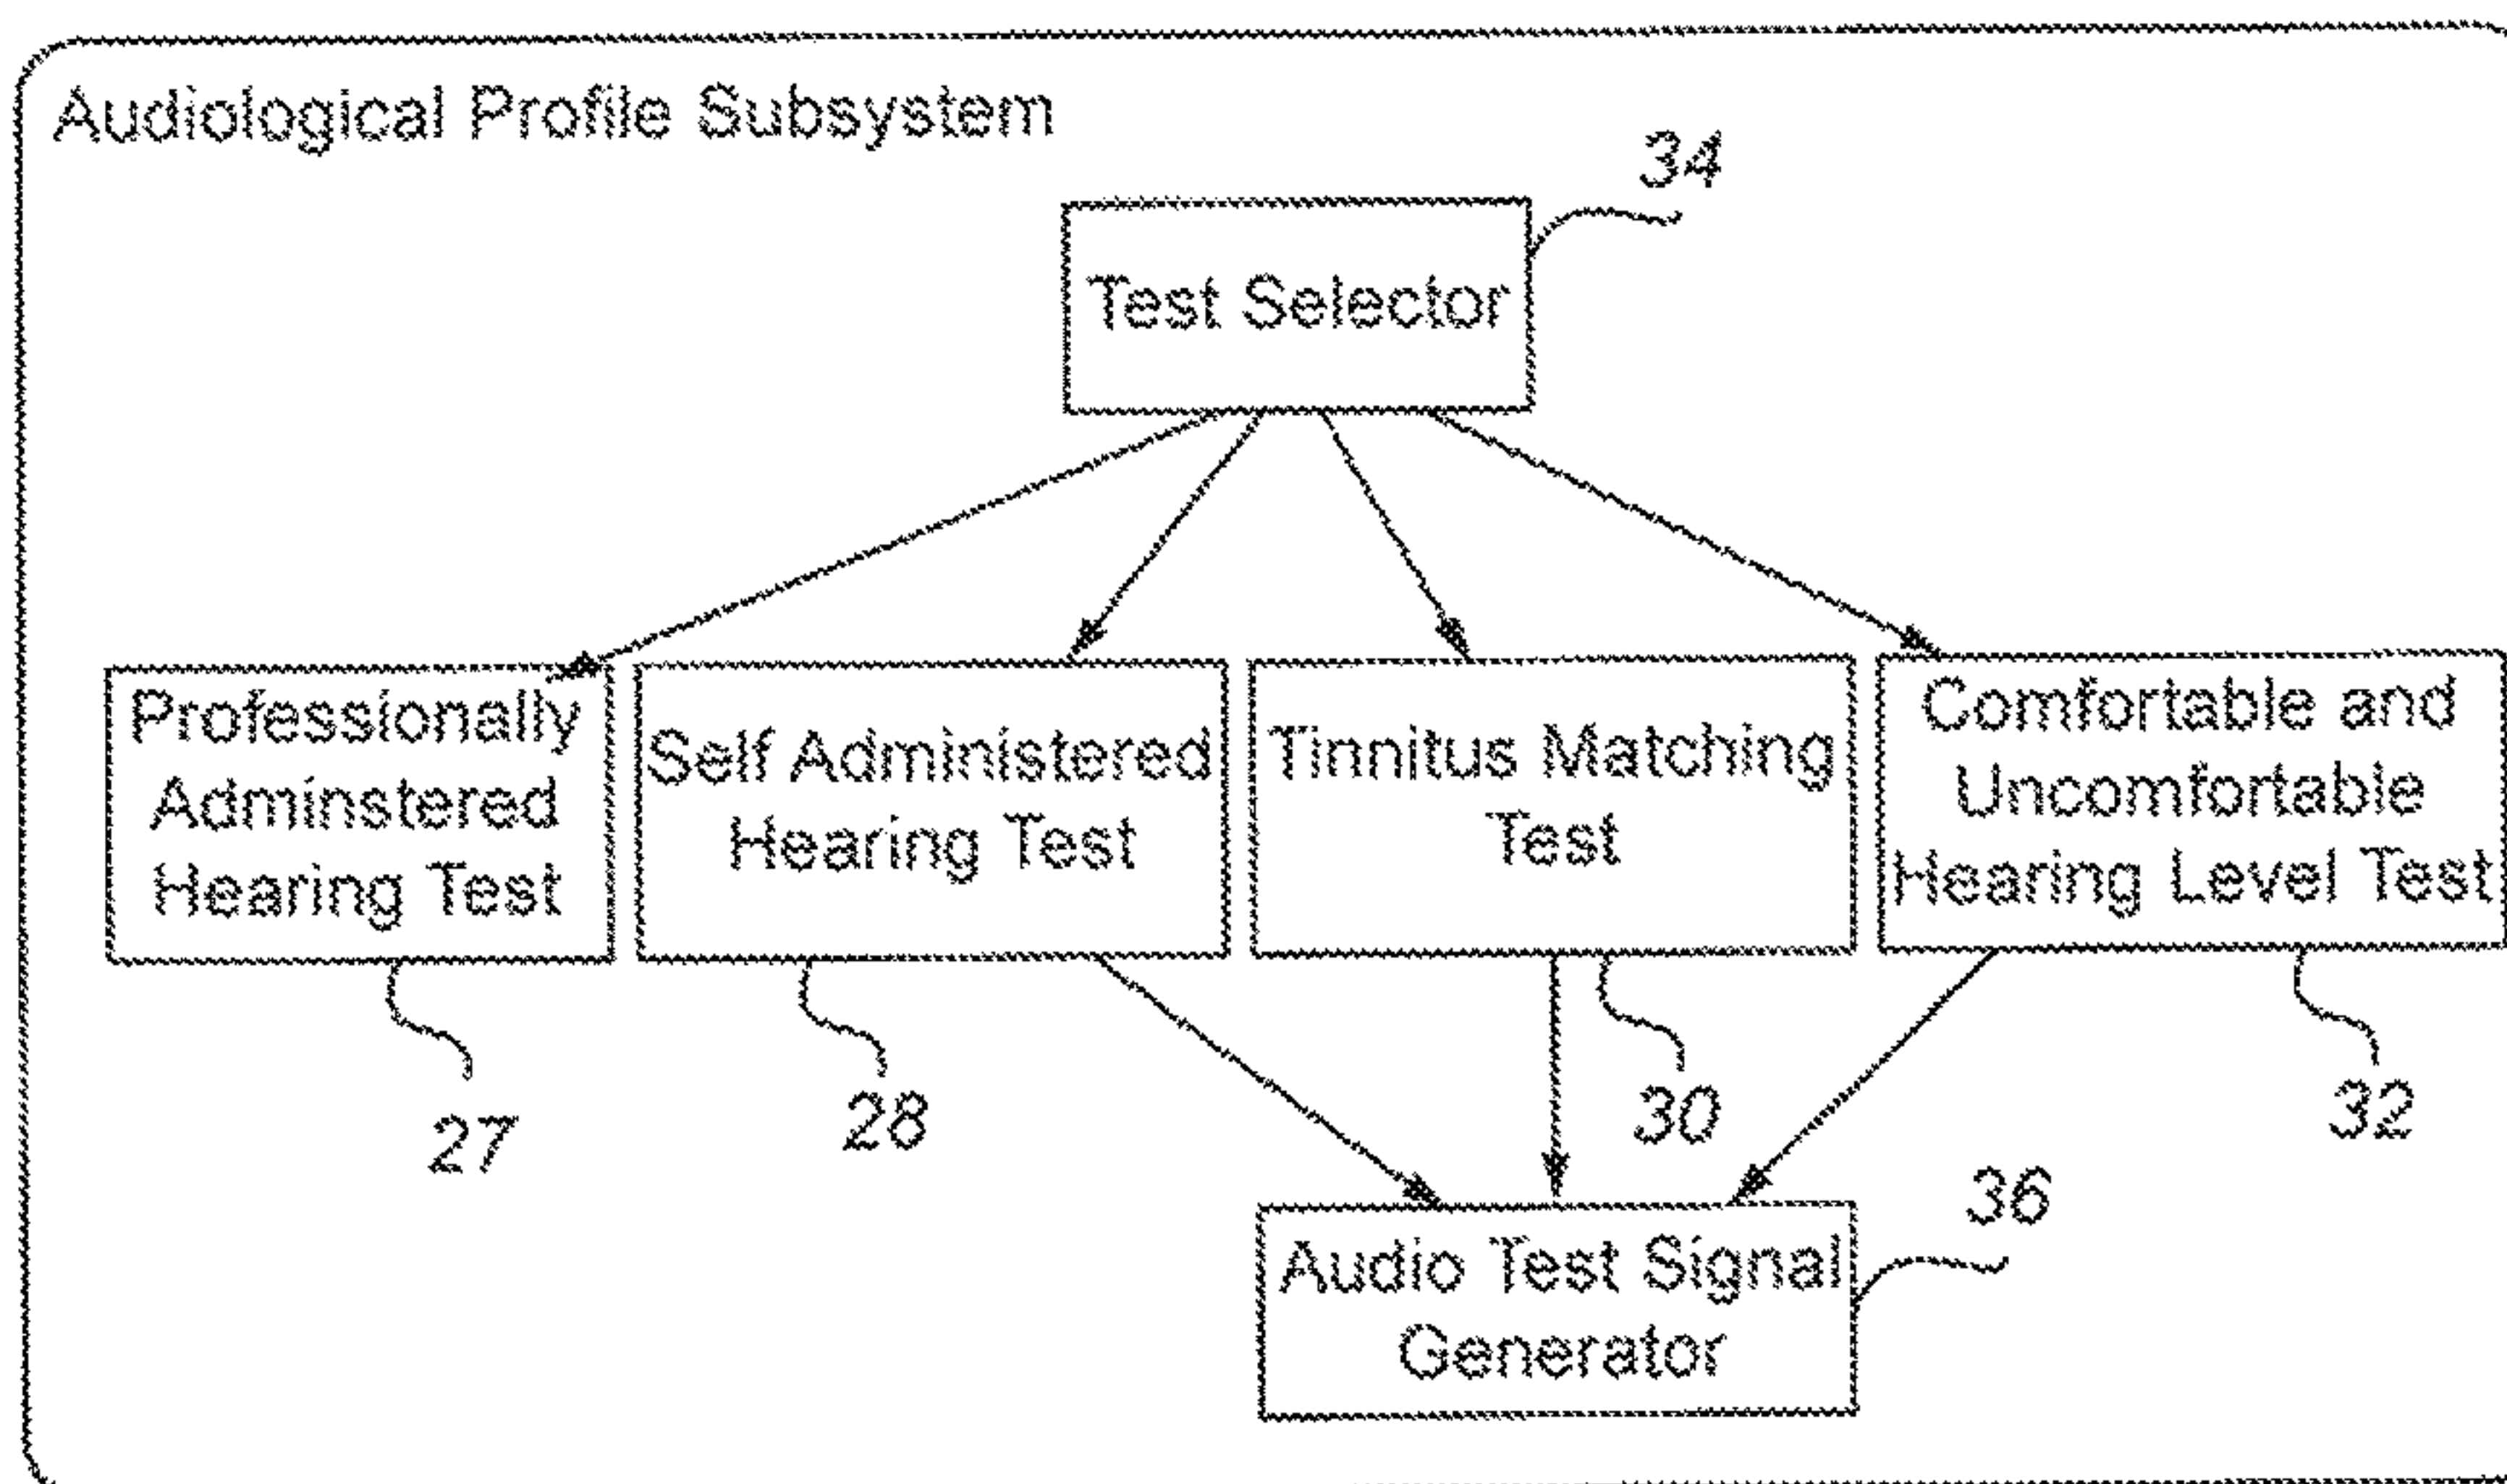 Audiological Profile Subsystem
34
Test Selector
Professionally
Adminstered
Hearing Test
Self Administered
Hearing Test
Tinnitus Matching
Test
Comfortable and
Uncomfortable
Hearing Level Test
27
28
30
32
36
Audio Test Signal
Generator